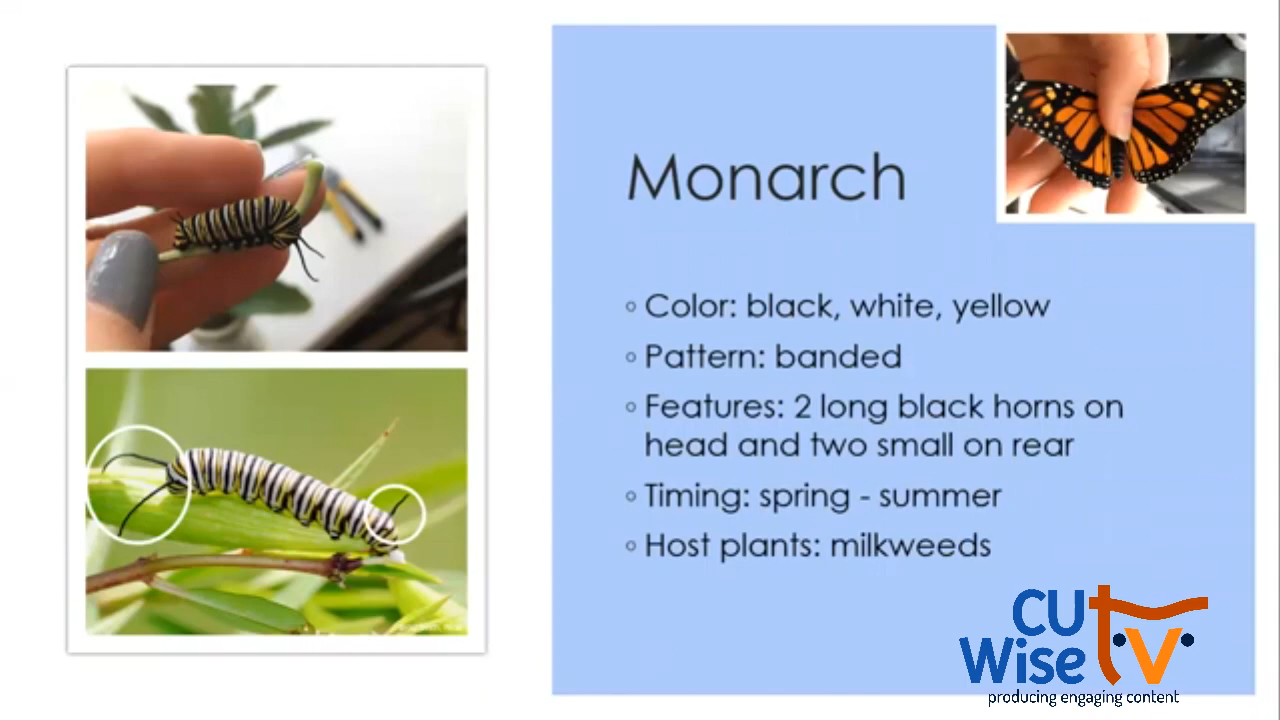 Monarch
◦ Color: black, white, yellow
◦ Pattern: banded
◦ Features: 2 long black horns on
head and two small on rear
◦ Timing: spring - summer
◦ Host plants: milkweeds
CU
Wise tv
producing engaging content